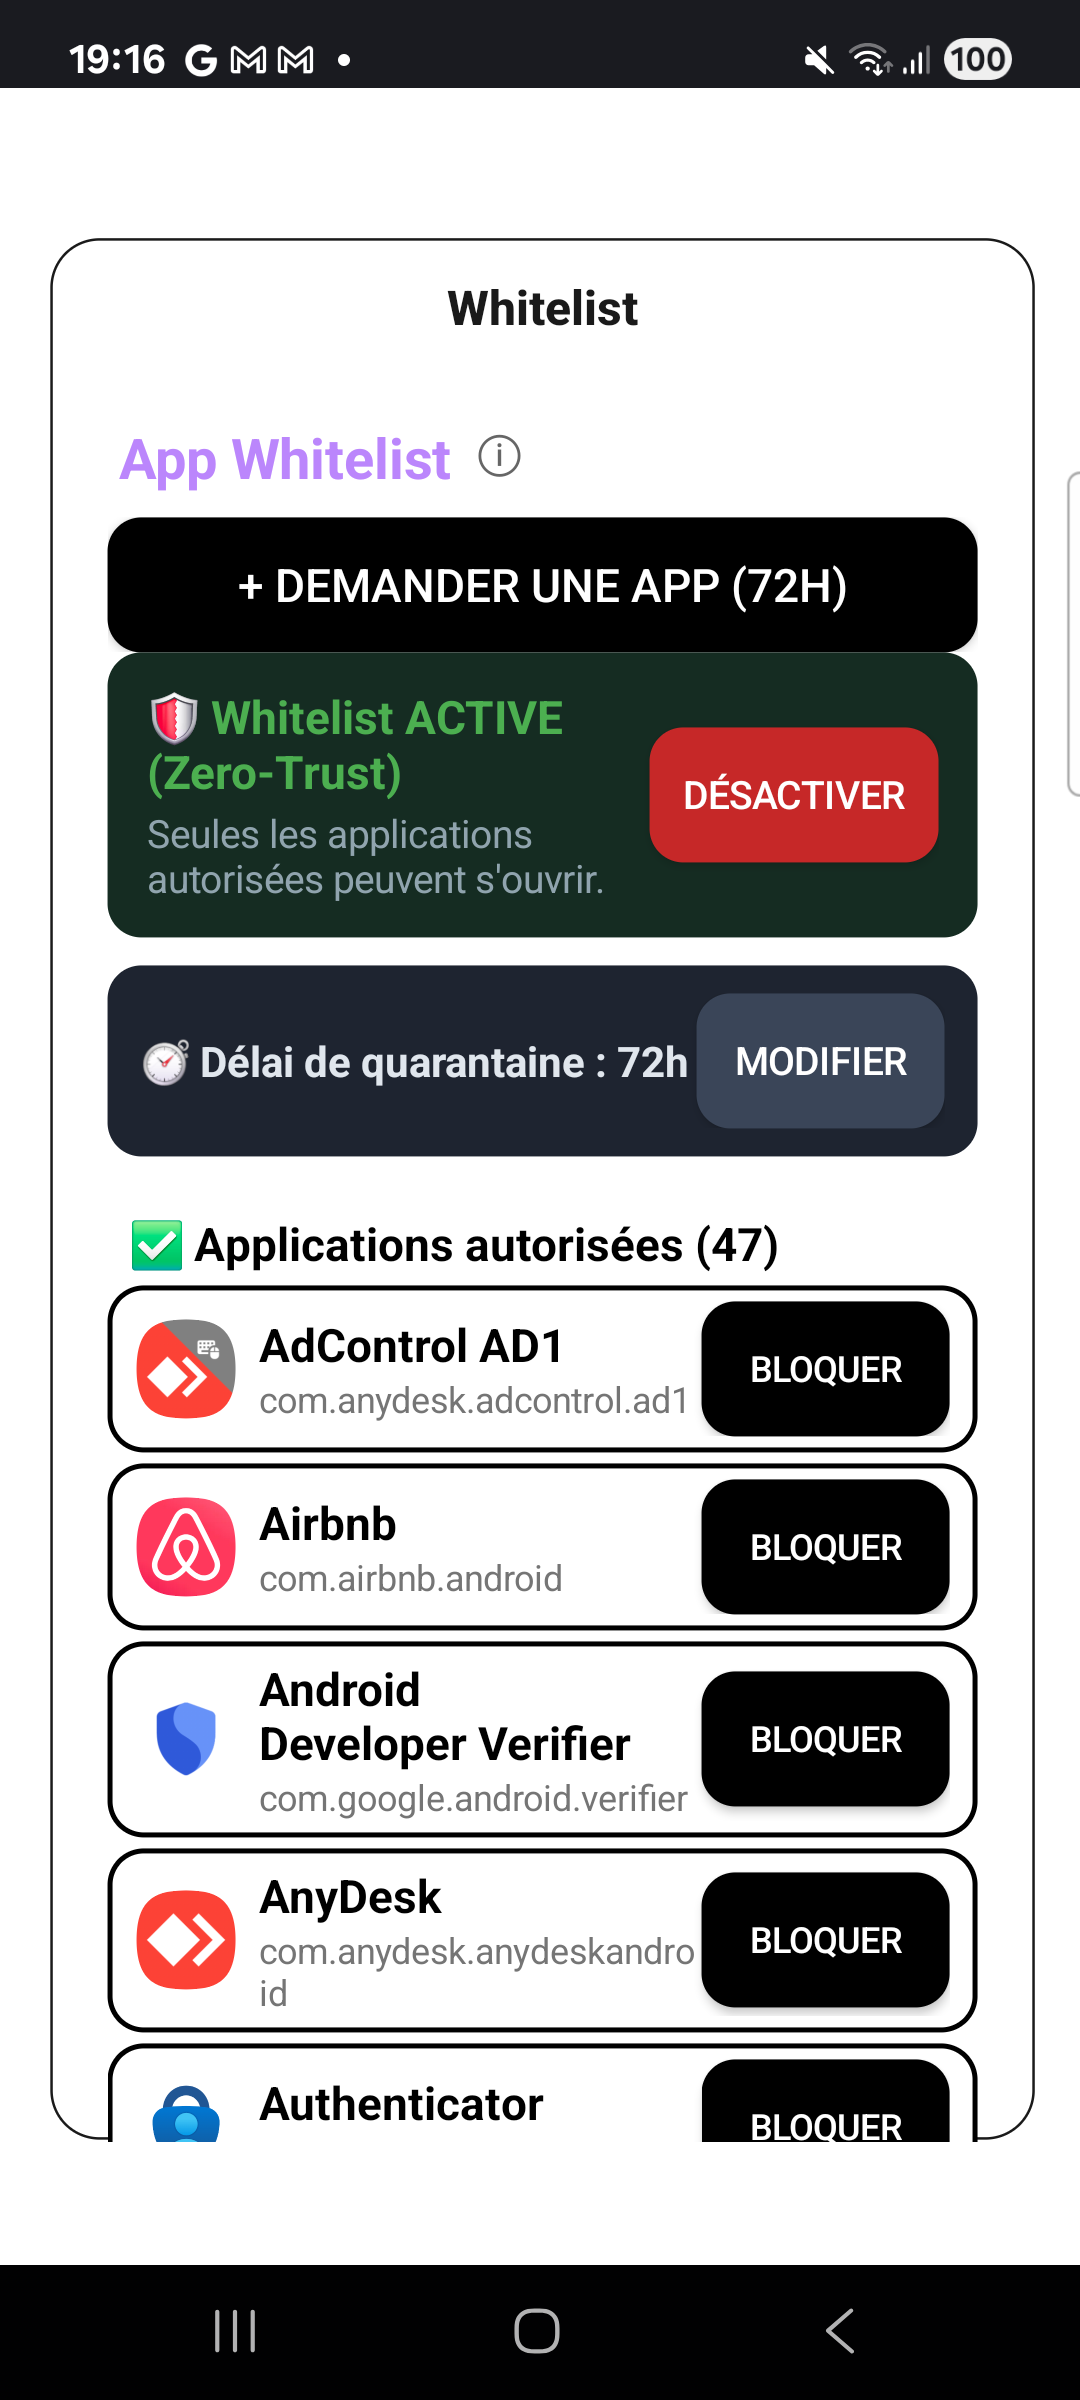 19:16
100
Whitelist
App Whitelist
+ DEMANDER UNE APP (72H)
Whitelist ACTIVE
(Zero-Trust)
Seules les applications
autorisées peuvent s'ouvrir.
DÉSACTIVER
Délai de quarantaine : 72h
MODIFIER
Applications autorisées (47)
AdControl AD1
com.anydesk.adcontrol.ad1
BLOQUER
Airbnb
com.airbnb.android
BLOQUER
Android
Developer Verifier
com.google.android.verifier
BLOQUER
AnyDesk
com.anydesk.anydeskandro
id
BLOQUER
Authenticator
BLOQUER